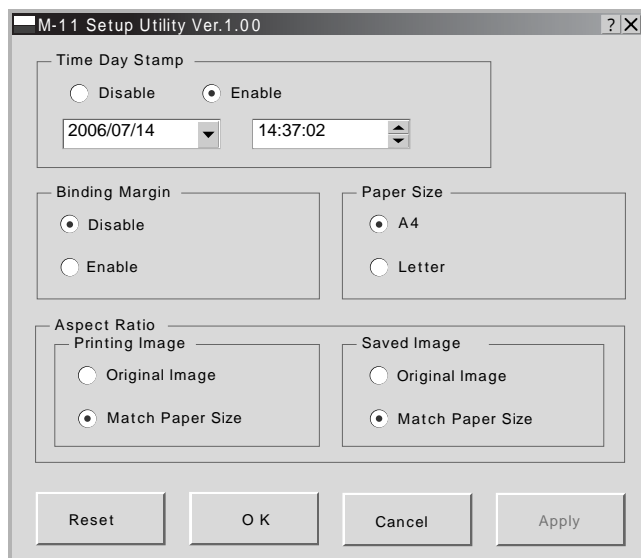 M-11 Setup Utility Ver.1.00 ?
Time Day Stamp
Disable Enable
2006/07/14 14:37:02
Binding Margin Paper Size
Disable A4
Enable Letter
Aspect Ratio
Printing Image Saved Image
Original Image Original Image
Match Paper Size Match Paper Size
Reset OK Cancel Apply